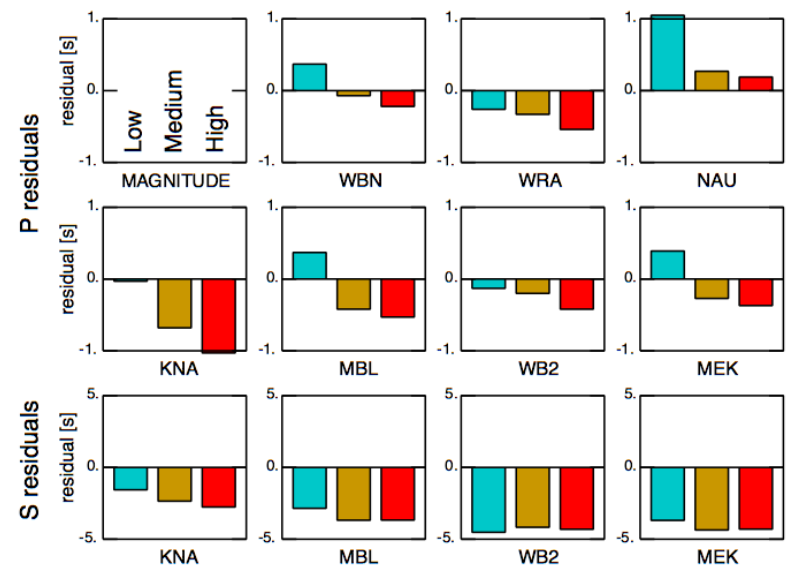 P residuals
residual [s]
1.
0.
-1.
Low
Medium
High
MAGNITUDE
1.
0.
-1.
WBN
1.
0.
-1.
WRA
1.
0.
-1.
NAU
residual [s]
1.
0.
-1.
KNA
1.
0.
-1.
MBL
1.
0.
-1.
WB2
1.
0.
-1.
MEK
S residuals
residual [s]
5.
0.
-5.
KNA
5.
0.
-5.
MBL
5.
0.
-5.
WB2
5.
0.
-5.
MEK